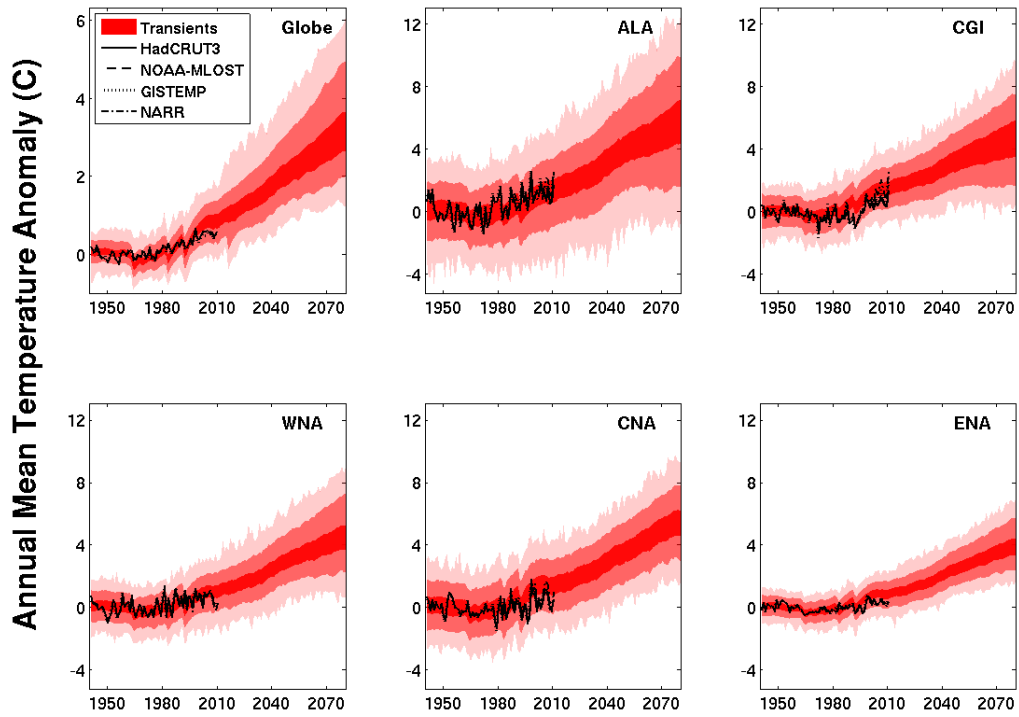 Annual Mean Temperature Anomaly (C)
Globe
Transients
HadCRUT3
NOAA-MLOST
GISTEMP
NARR
6
4
2
0
1950 1980 2010 2040 2070
ALA
12
8
4
0
-4
1950 1980 2010 2040 2070
CGI
12
8
4
0
-4
1950 1980 2010 2040 2070
WNA
12
8
4
0
-4
1950 1980 2010 2040 2070
CNA
12
8
4
0
-4
1950 1980 2010 2040 2070
ENA
12
8
4
0
-4
1950 1980 2010 2040 2070